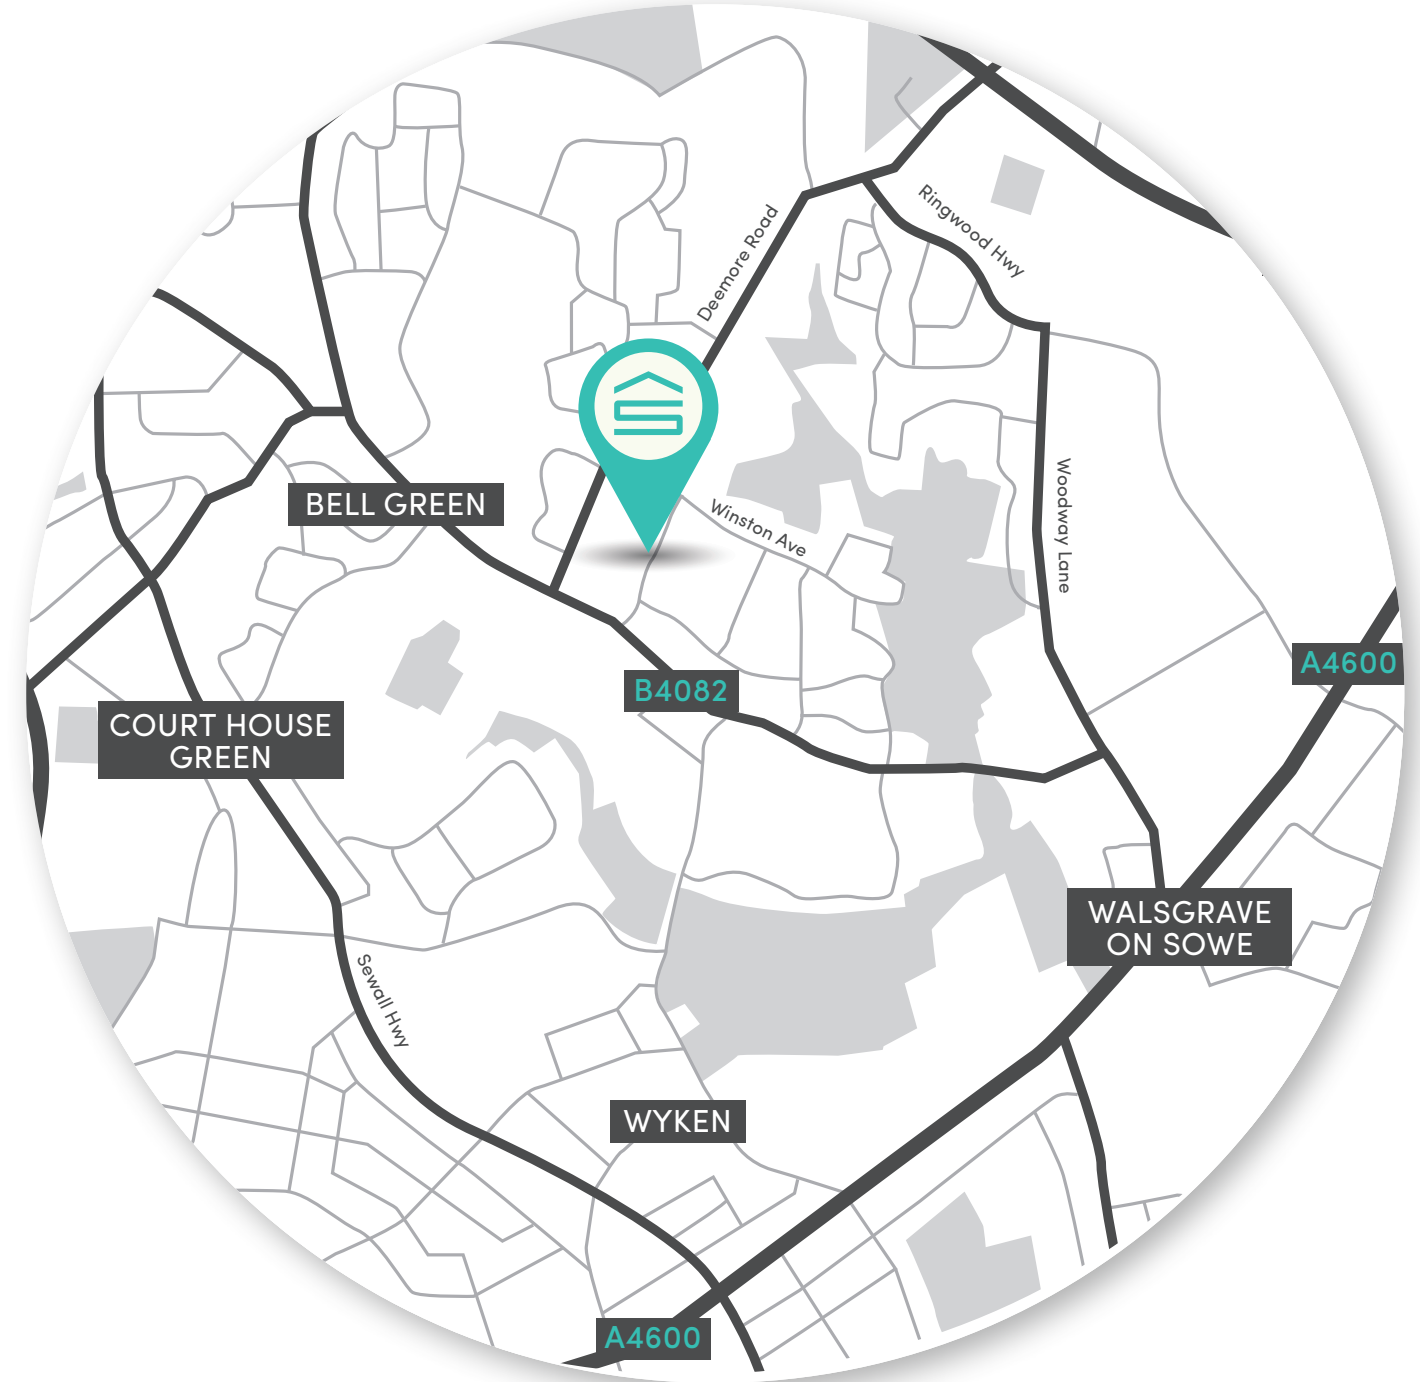 Ringwood Hwy
Deemore Road
Woodway Lane
BELL GREEN
Winston Ave
A4600
B4082
COURT HOUSE
GREEN
WALSGRAVE
ON SOWE
Sewall Hwy
WYKEN
A4600